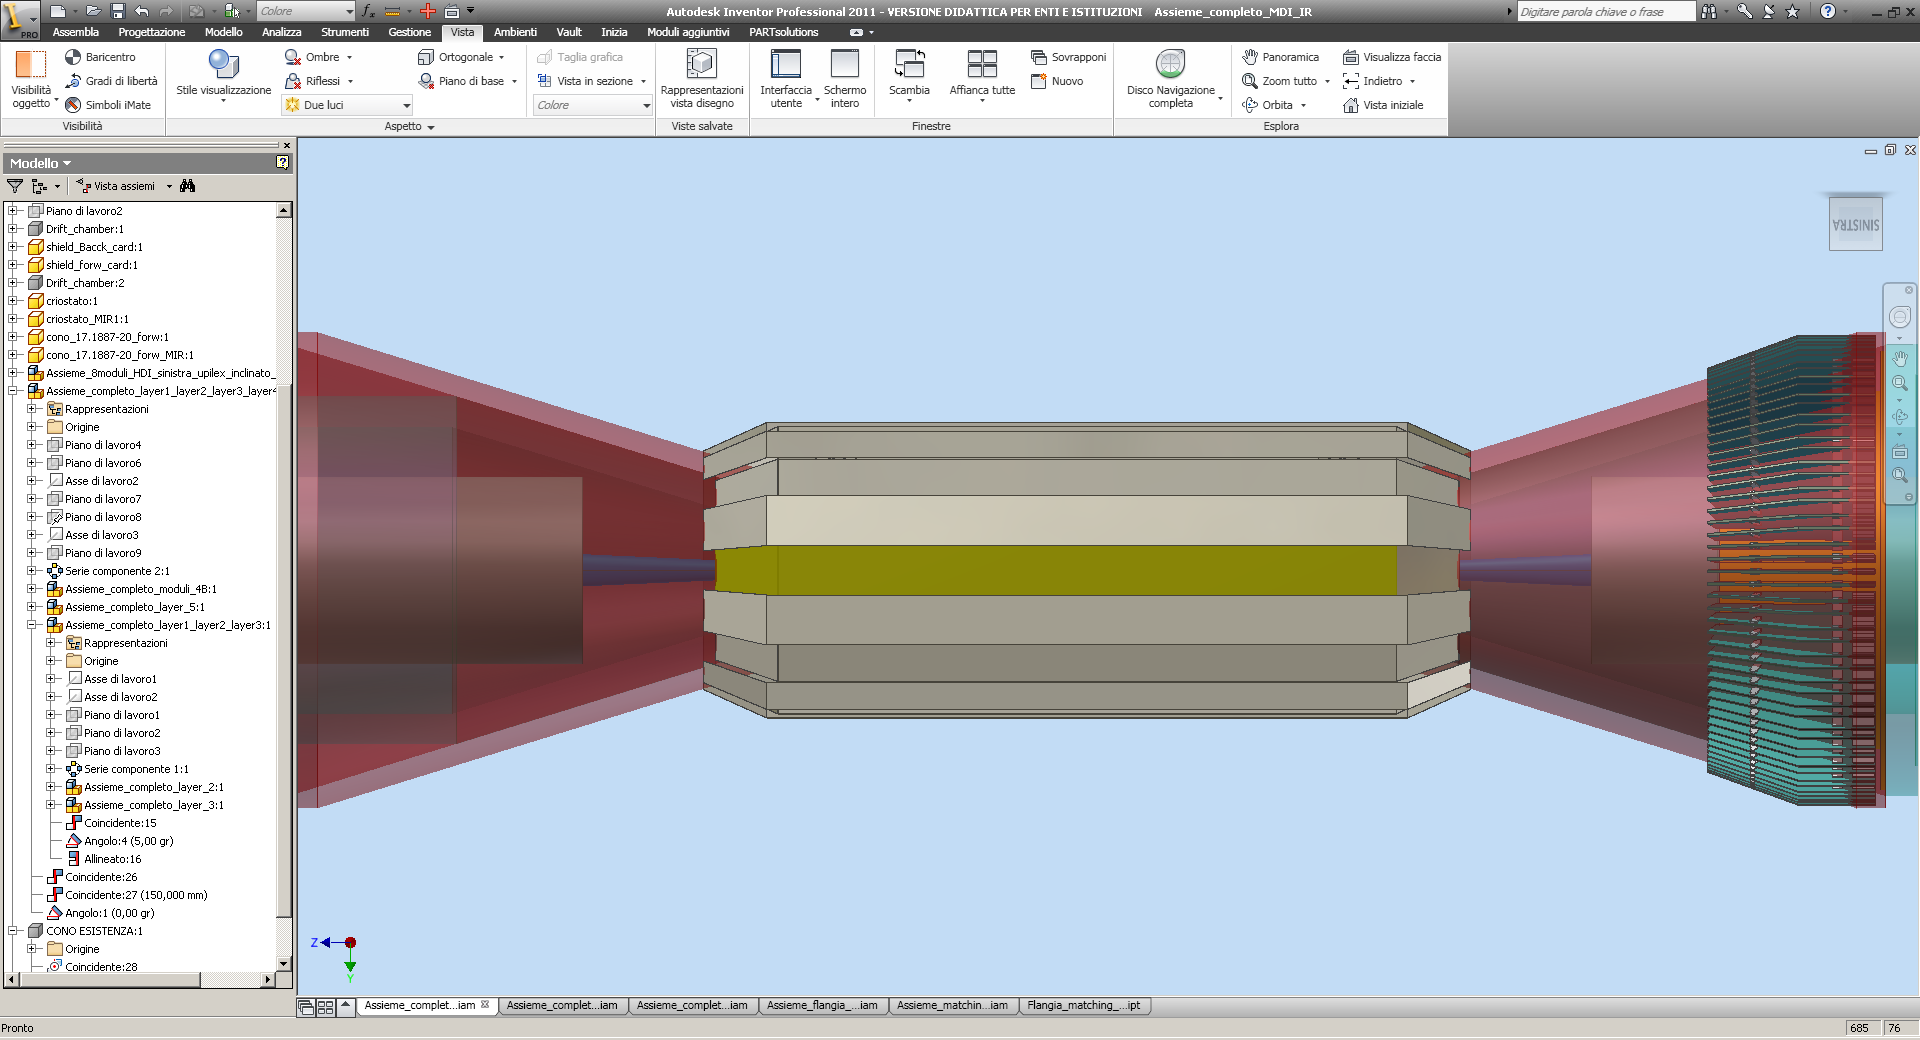 PRO
Colore
Autodesk Inventor Professional 2011 - VERSIONE DIDATTICA PER ENTI E ISTITUZIONI Assieme_completo_MDI_IR
Digitare parola chiave o frase
Assembla Progettazione Modello Analizza Strumenti Gestione Vista Ambienti Vault Inizia Moduli aggiuntivi PARTsolutions
Visibilità oggetto
Baricentro
Gradi di libertà
Simboli iMate
Visibilità
Stile visualizzazione
Ombre
Riflessi
Due luci
Ortogonale
Piano di base
Aspetto
Taglia grafica
Vista in sezione
Colore
Rappresentazioni vista disegno
Viste salvate
Interfaccia utente
Schermo intero
Scambia
Affianca tutte
Sovrapponi
Nuovo
Finestre
Disco Navigazione completa
Panoramica
Zoom tutto
Orbita
Visualizza faccia
Indietro
Vista iniziale
Esplora
Modello
Vista assiemi
Piano di lavoro2
Drift_chamber:1
shield_Bacck_card:1
shield_forw_card:1
Drift_chamber:2
criostato:1
criostato_MIR1:1
cono_17.1887-20_forw:1
cono_17.1887-20_forw_MIR:1
Assieme_8moduli_HDI_sinistra_upilex_inclinato_
Assieme_completo_layer1_layer2_layer3_layer4
Rappresentazioni
Origine
Piano di lavoro4
Piano di lavoro6
Asse di lavoro2
Piano di lavoro7
Piano di lavoro8
Asse di lavoro3
Piano di lavoro9
Serie componente 2:1
Assieme_completo_moduli_4B:1
Assieme_completo_layer_5:1
Assieme_completo_layer1_layer2_layer3:1
Rappresentazioni
Origine
Asse di lavoro1
Asse di lavoro2
Piano di lavoro1
Piano di lavoro2
Piano di lavoro3
Serie componente 1:1
Assieme_completo_layer_2:1
Assieme_completo_layer_3:1
Coincidente:15
Angolo:4 (5,00 gr)
Allineato:16
Coincidente:26
Coincidente:27 (150,000 mm)
Angolo:1 (0,00 gr)
CONO ESISTENZA:1
Origine
Coincidente:28
SINISTRA
Z
Y
Assieme_complet...iam Assieme_complet...iam Assieme_complet...iam Assieme_flangia_...iam Assieme_matchin...iam Flangia_matching_...ipt
Pronto
685 76